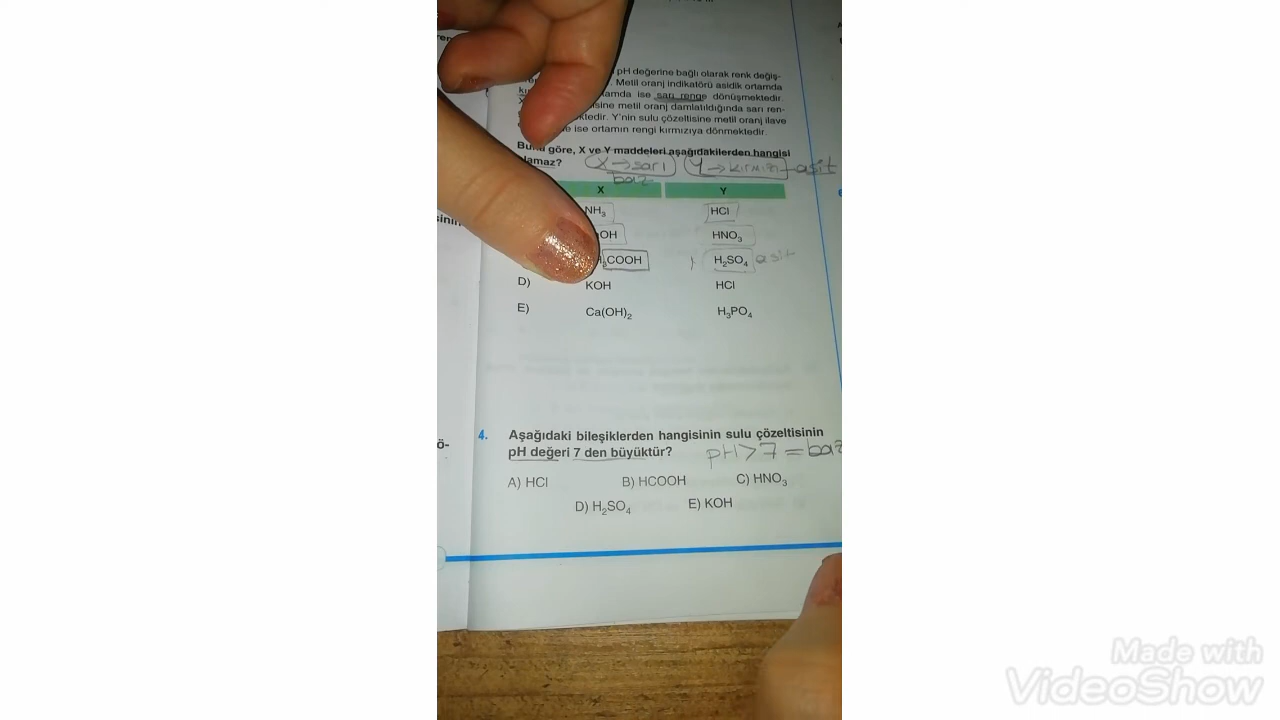 pH değerine bağlı olarak renk değiş-
Metil oranj indikatörü asidik ortamda
ise sarı renge dönüşmektedir.
metil oranj damlatıldığında sarı ren-
Y'nin sulu çözeltisine metil oranj ilave
ise ortamın rengi kırmızıya dönmektedir.
göre, X ve Y maddeleri aşağıdakilerden hangisi
X → sarı Y → kırmızı → asit
baz
X Y
NH3 HCl
OH HNO3
COOH H2SO4 asit
D) KOH HCl
E) Ca(OH)2 H3PO4
4. Aşağıdaki bileşiklerden hangisinin sulu çözeltisinin
pH değeri 7 den büyüktür? pH > 7 = baz
A) HCl B) HCOOH C) HNO3
D) H2SO4 E) KOH
Made with
VideoShow